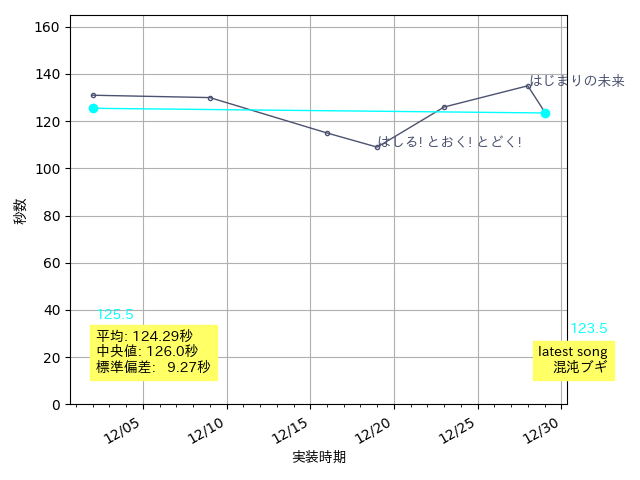 160
140
120
100
80
60
40
20
0
秒数
はじまりの未来
はしる! とおく! とどく!
125.5
平均: 124.29秒
中央値: 126.0秒
標準偏差: 9.27秒
123.5
latest song
混沌ブギ
12/05
12/10
12/15
12/20
12/25
12/30
実装時期